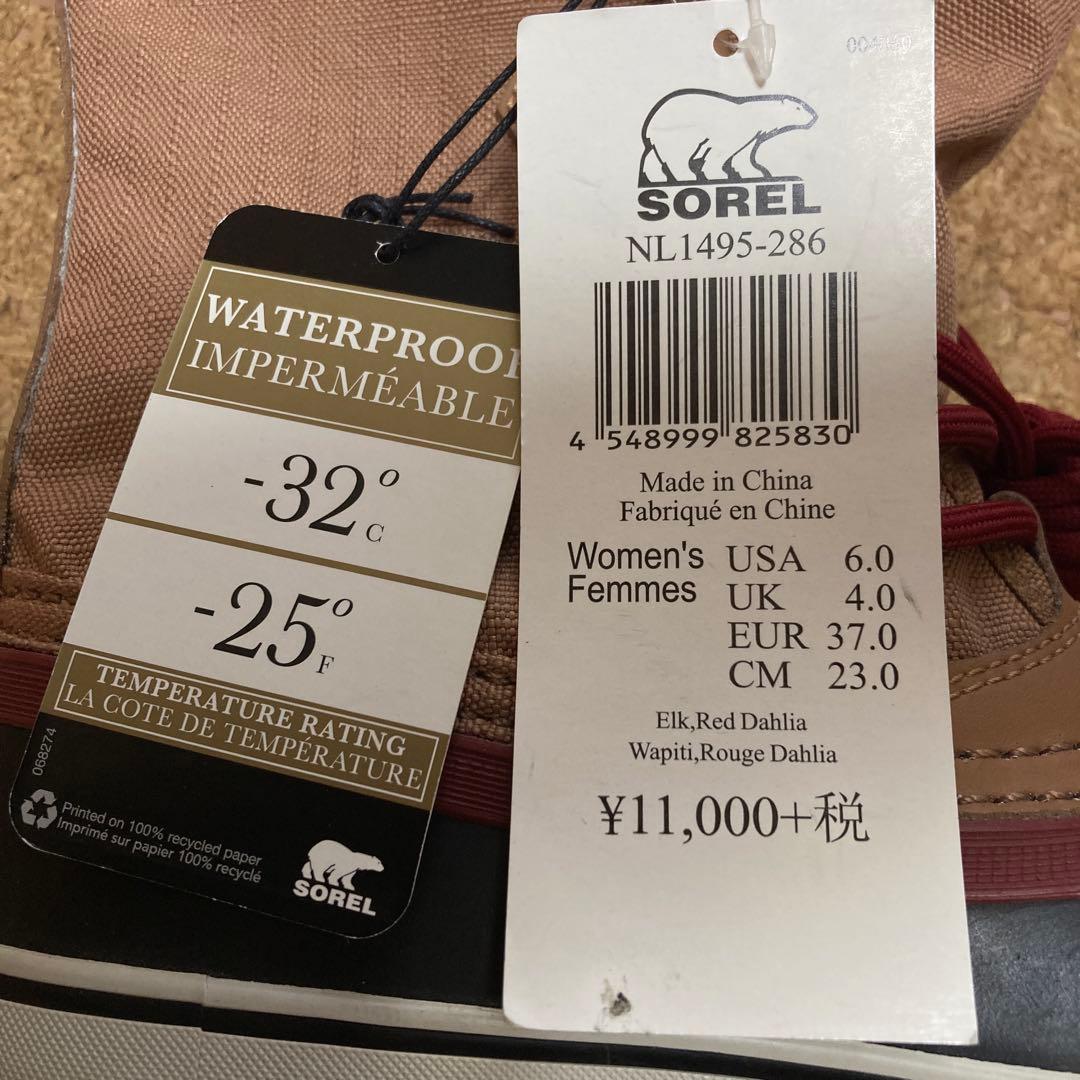 WATERPROOF
IMPERMÉABLE
-32°C
-25°F
TEMPERATURE RATING
LA COTE DE TEMPÉRATURE
068274
Printed on 100% recycled paper
Imprimé sur papier 100% recyclé
SOREL
SOREL
NL1495-286
4 548999 825830
Made in China
Fabriqué en Chine
Women's
Femmes
USA 6.0
UK 4.0
EUR 37.0
CM 23.0
Elk,Red Dahlia
Wapiti,Rouge Dahlia
¥11,000+税